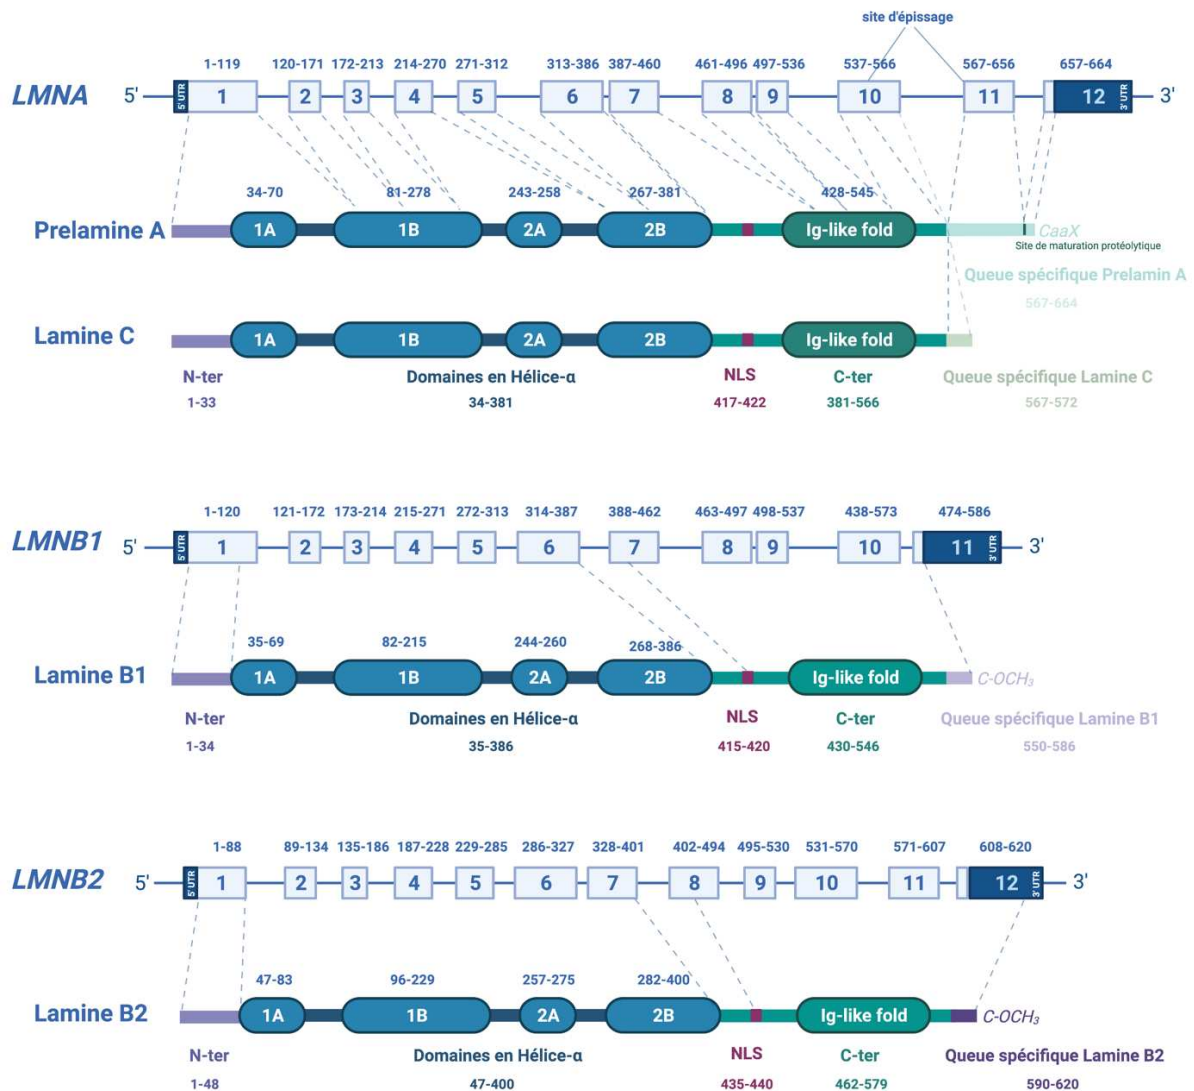 site d'épissage
1-119 120-171 172-213 214-270 271-312 313-386 387-460 461-496 497-536 537-566 567-656 657-664
LMNA 5' 5' UTR 1 2 3 4 5 6 7 8 9 10 11 12 3' UTR 3'
34-70 81-278 243-258 267-381 428-545
Prelamine A 1A 1B 2A 2B Ig-like fold CaaX
Site de maturation protéolytique
Queue spécifique Prelamin A
567-664
Lamine C 1A 1B 2A 2B Ig-like fold
N-ter Domaines en Hélice-α NLS C-ter Queue spécifique Lamine C
1-33 34-381 417-422 381-566 567-572
1-120 121-172 173-214 215-271 272-313 314-387 388-462 463-497 498-537 438-573 474-586
LMNB1 5' 5' UTR 1 2 3 4 5 6 7 8 9 10 11 3' UTR 3'
35-69 82-215 244-260 268-386
Lamine B1 1A 1B 2A 2B Ig-like fold C-OCH₃
N-ter Domaines en Hélice-α NLS C-ter Queue spécifique Lamine B1
1-34 35-386 415-420 430-546 550-586
1-88 89-134 135-186 187-228 229-285 286-327 328-401 402-494 495-530 531-570 571-607 608-620
LMNB2 5' 5' UTR 1 2 3 4 5 6 7 8 9 10 11 12 3' UTR 3'
47-83 96-229 257-275 282-400
Lamine B2 1A 1B 2A 2B Ig-like fold C-OCH₃
N-ter Domaines en Hélice-α NLS C-ter Queue spécifique Lamine B2
1-48 47-400 435-440 462-579 590-620